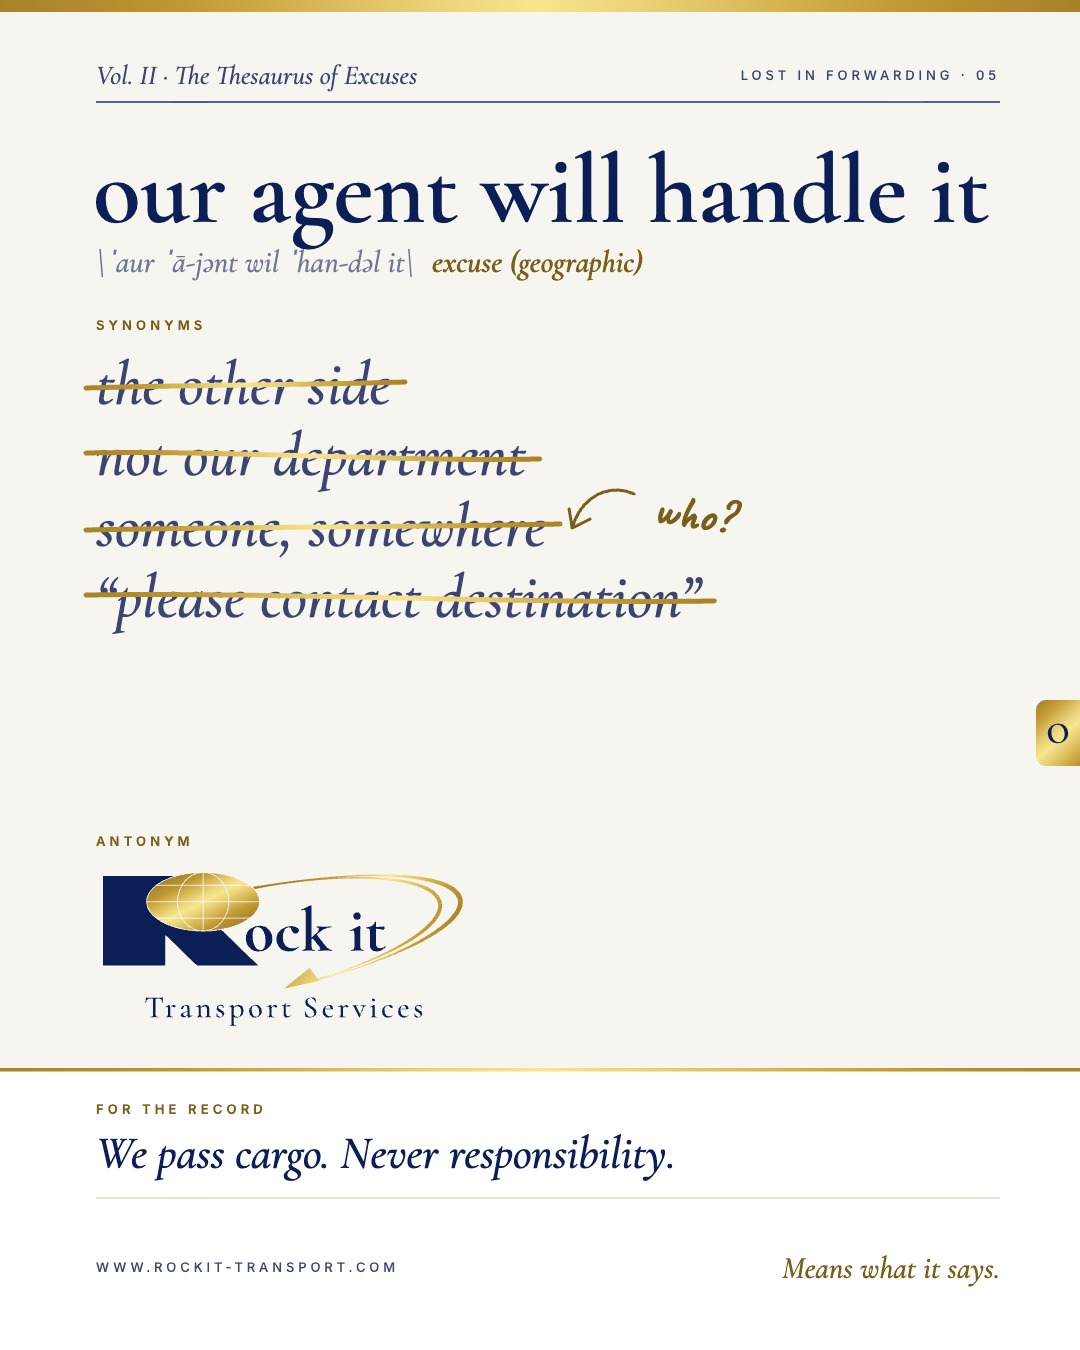 Vol. II · The Thesaurus of Excuses
LOST IN FORWARDING · 05
our agent will handle it
\ ˈaur ˈā-jənt wil ˈhan-dəl it\ excuse (geographic)
SYNONYMS
the other side
not our department
someone, somewhere
who?
“please contact destination”
O
ANTONYM
Rock it
Transport Services
FOR THE RECORD
We pass cargo. Never responsibility.
WWW.ROCKIT-TRANSPORT.COM
Means what it says.